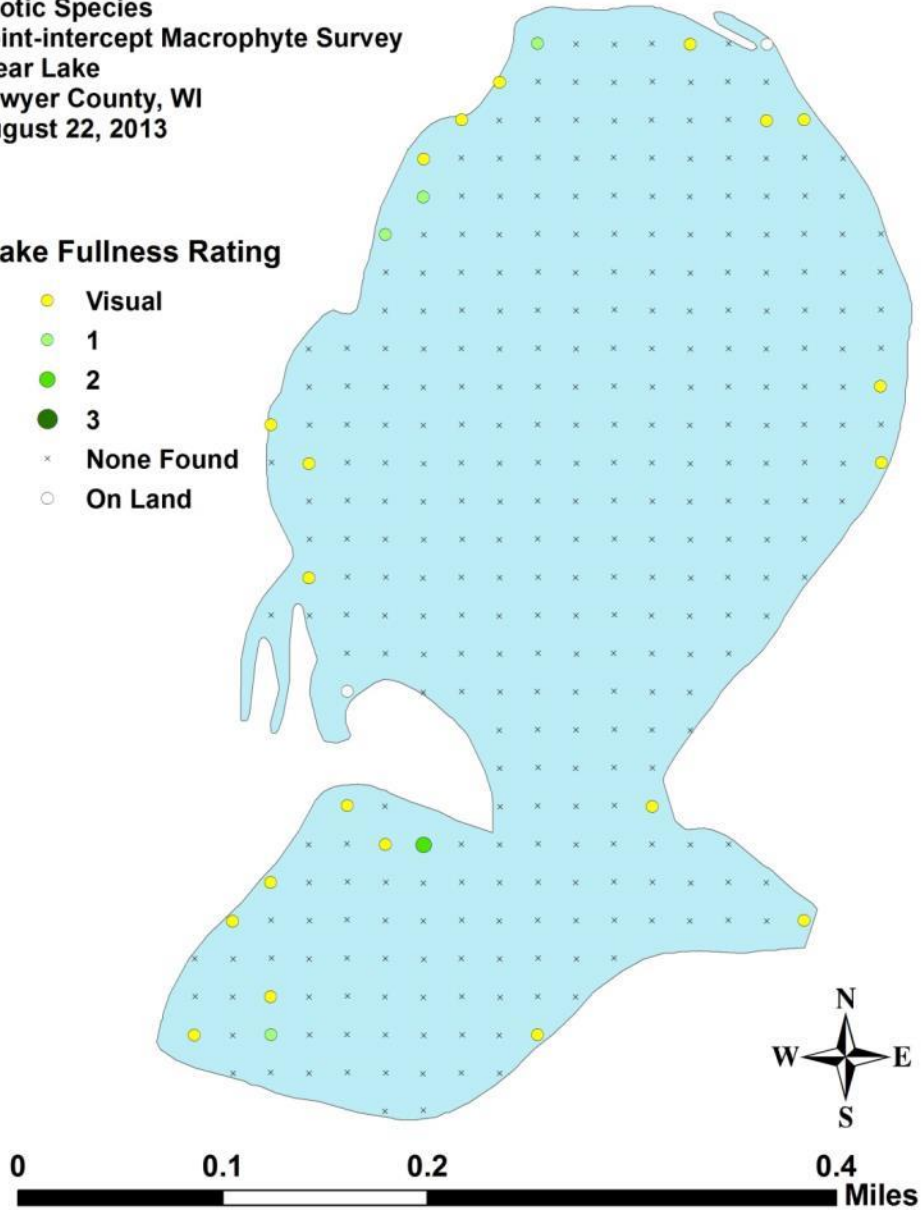 otic Species
int-intercept Macrophyte Survey
ear Lake
wyer County, WI
gust 22, 2013
ake Fullness Rating
Visual
1
2
3
None Found
On Land
N
W E
S
0 0.1 0.2 0.4
Miles